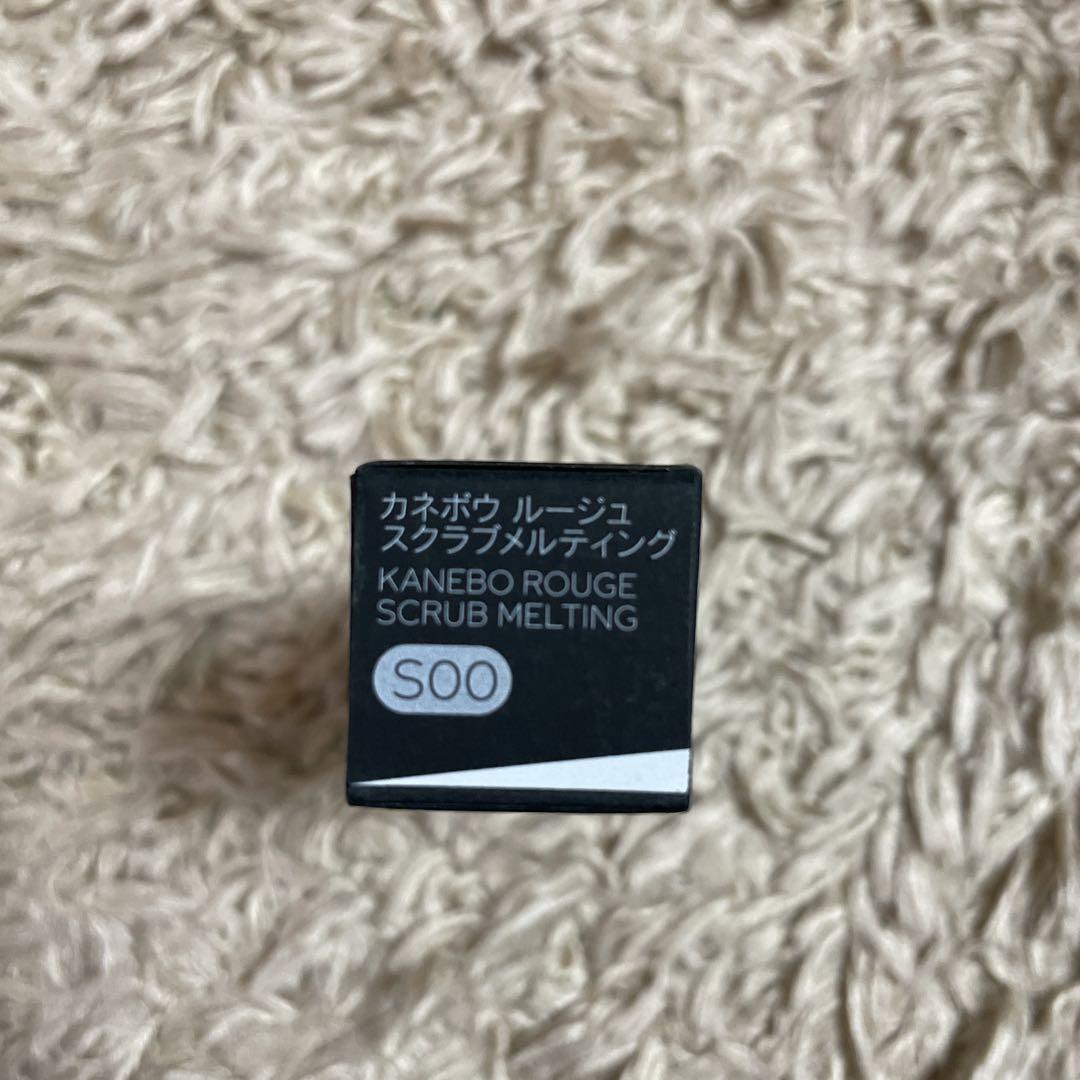 カネボウ ルージュ
スクラブメルティング
KANEBO ROUGE
SCRUB MELTING
S00